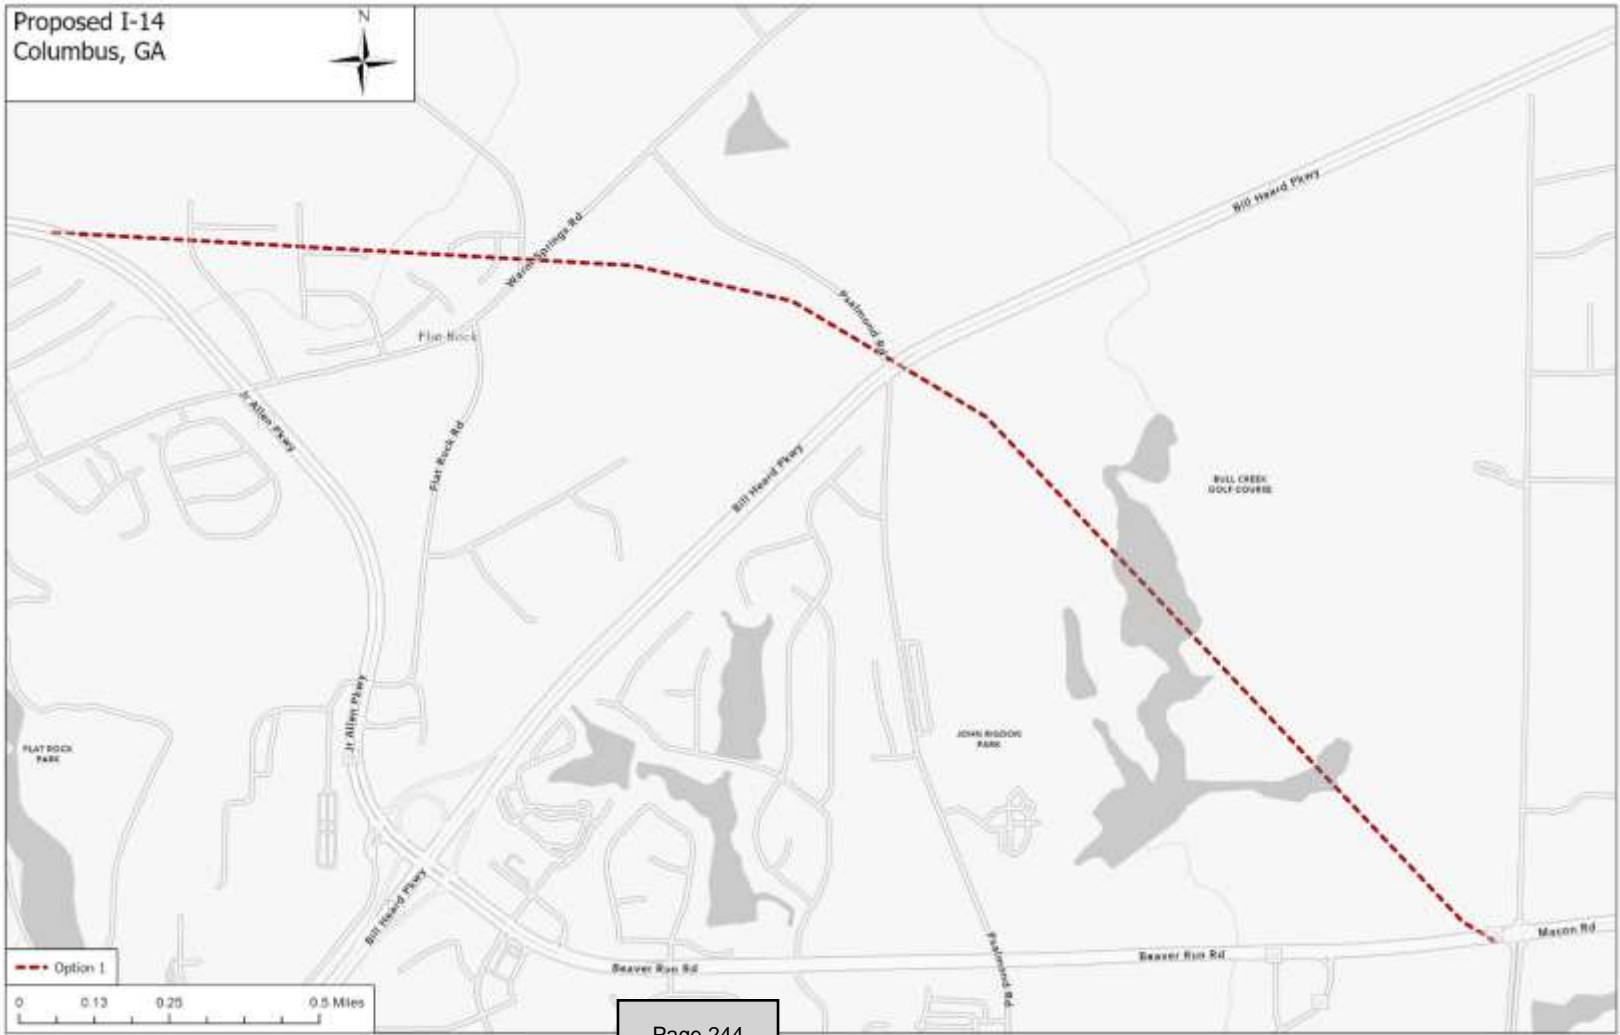 Proposed I-14
Columbus, GA
N
Bill Heard Pkwy
Warm Springs Rd
Psalmond Rd
Flat Rock
Jr Allen Pkwy
Flat Rock Rd
Bill Heard Pkwy
BULL CREEK
GOLF COURSE
Jr Allen Pkwy
FLAT ROCK
PARK
JOHN RIGDON
PARK
Bill Heard Pkwy
Macon Rd
Beaver Run Rd
Beaver Run Rd
Psalmond Rd
Option 1
0 0.13 0.25 0.5 Miles
Page 244